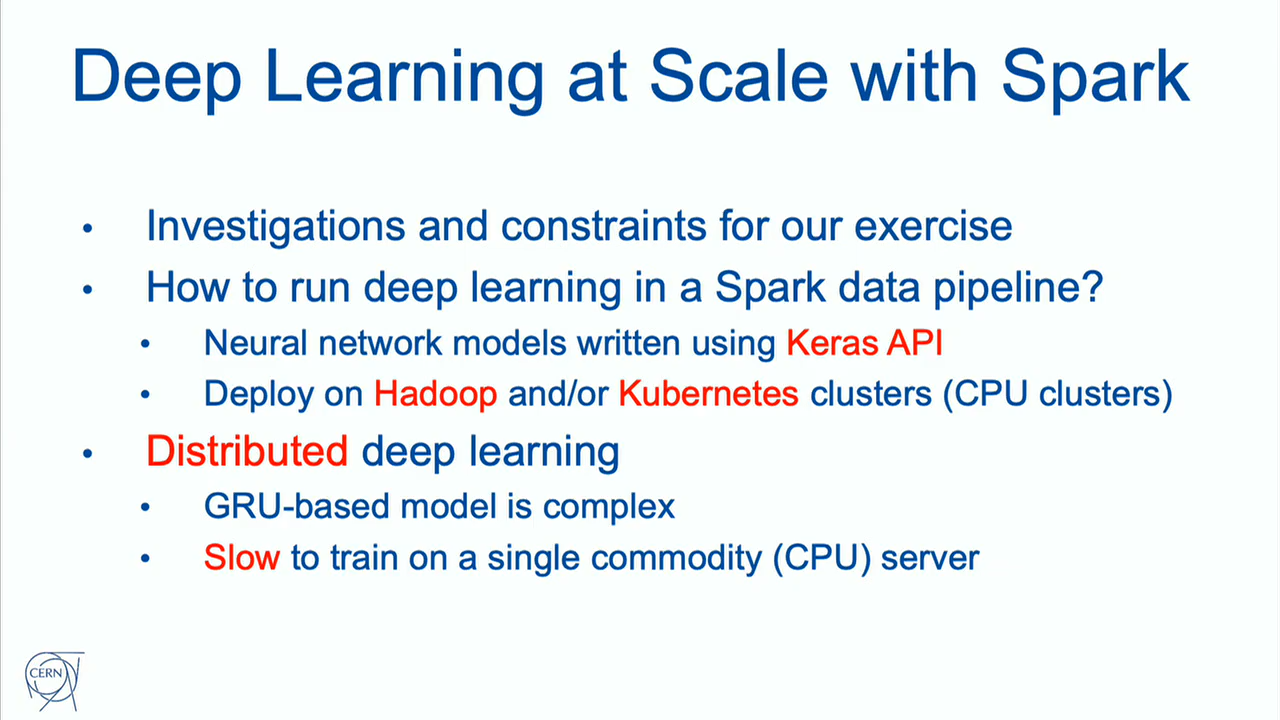 Deep Learning at Scale with Spark
• Investigations and constraints for our exercise
• How to run deep learning in a Spark data pipeline?
• Neural network models written using Keras API
• Deploy on Hadoop and/or Kubernetes clusters (CPU clusters)
• Distributed deep learning
• GRU-based model is complex
• Slow to train on a single commodity (CPU) server
CERN